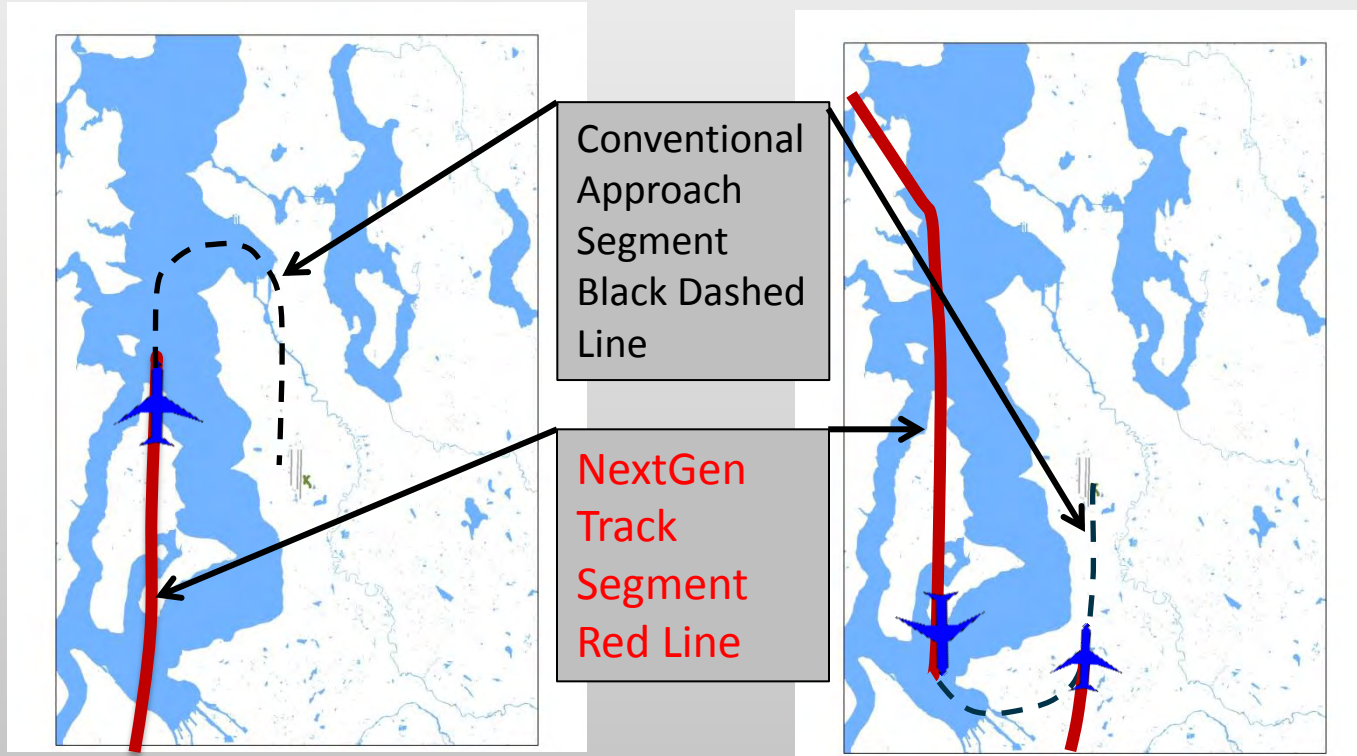 Conventional
Approach
Segment
Black Dashed
Line
NextGen
Track
Segment
Red Line